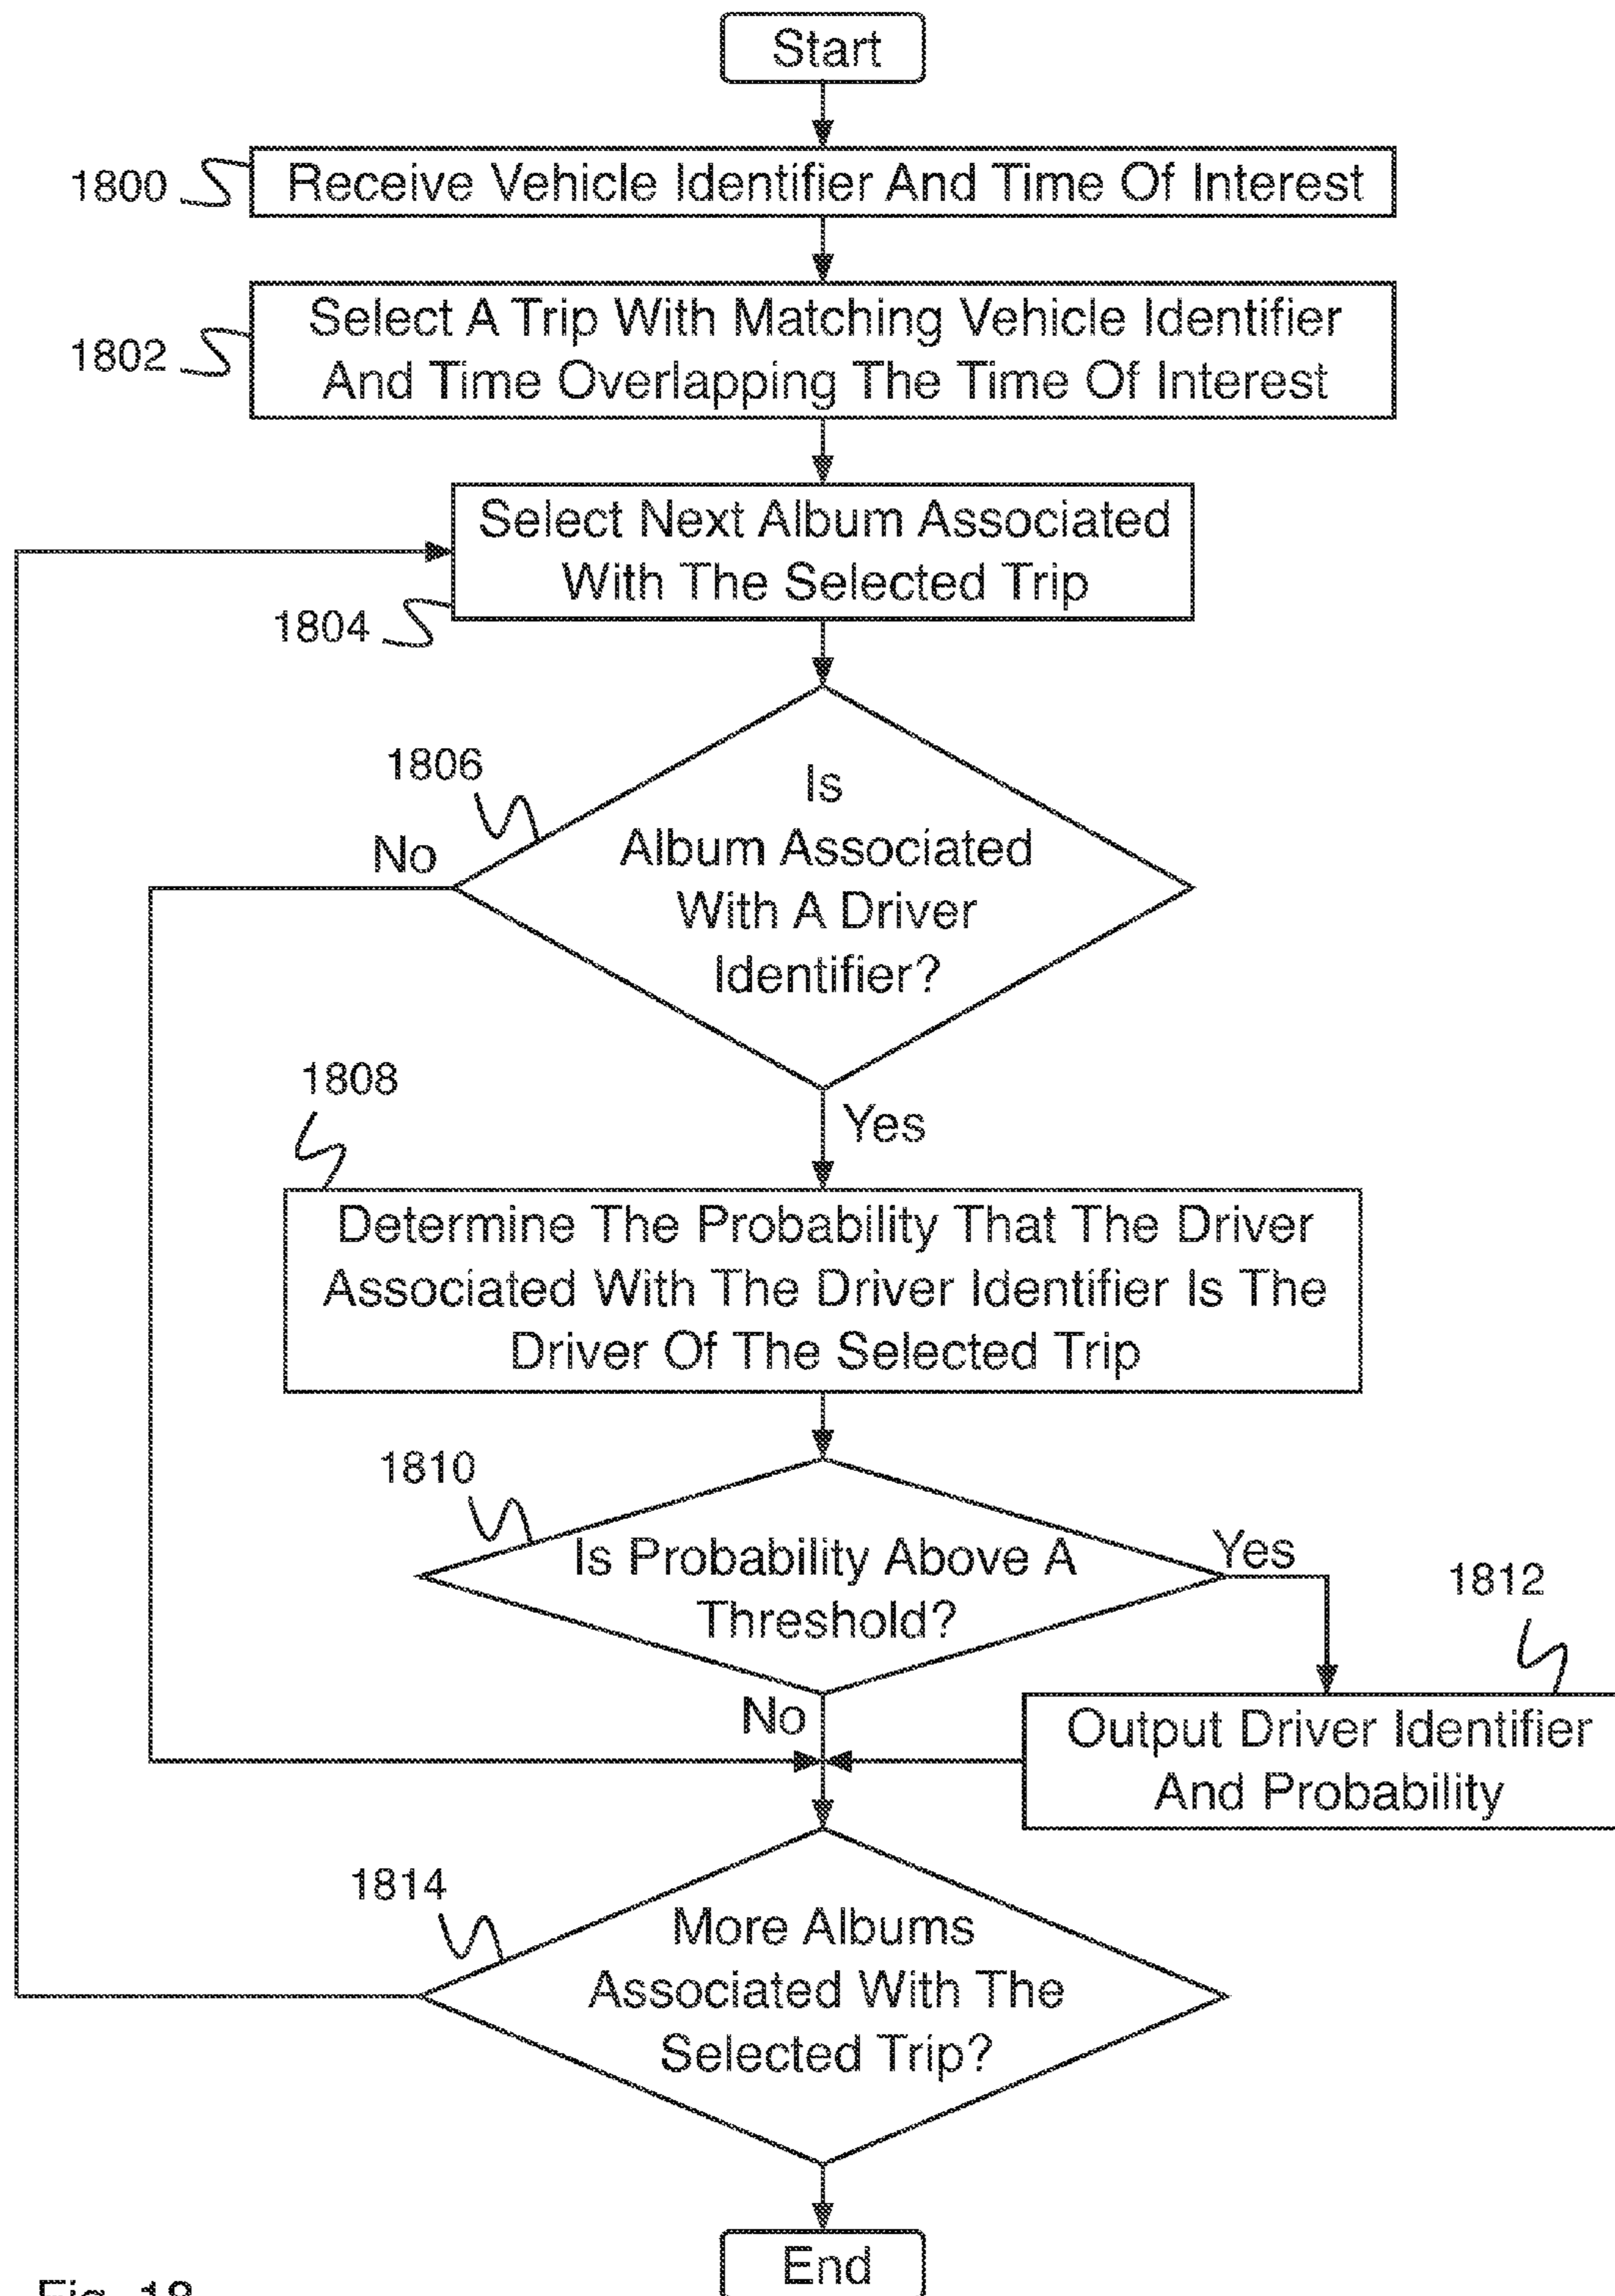 Start
1800
Receive Vehicle Identifier And Time Of Interest
1802
Select A Trip With Matching Vehicle Identifier
And Time Overlapping The Time Of Interest
Select Next Album Associated
With The Selected Trip
1804
1806
Is
Album Associated
With A Driver
Identifier?
No
Yes
1808
Determine The Probability That The Driver
Associated With The Driver Identifier Is The
Driver Of The Selected Trip
1810
Is Probability Above A
Threshold?
Yes
No
1812
Output Driver Identifier
And Probability
1814
More Albums
Associated With The
Selected Trip?
End
Fig. 18